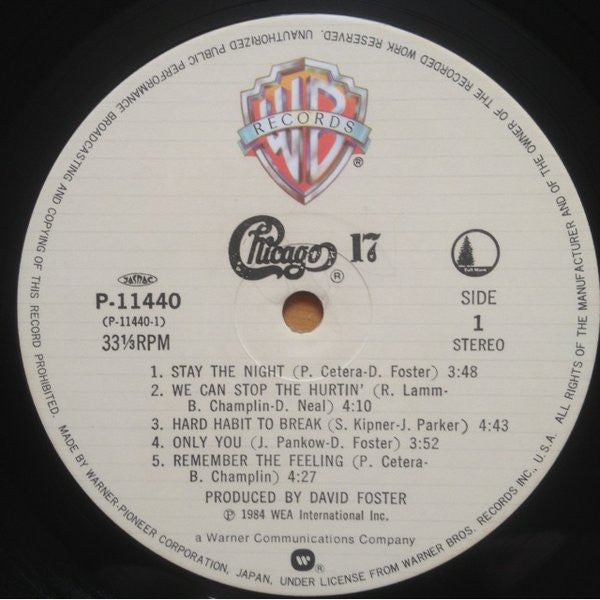 UNAUTHORIZED PUBLIC PERFORMANCE BROADCASTING AND COPYING OF THIS RECORD PROHIBITED. MADE BY WARNER-PIONEER CORPORATION, JAPAN, UNDER LICENSE FROM WARNER BROS. RECORDS INC., U.S.A. ALL RIGHTS OF THE MANUFACTURER AND OF THE OWNER OF THE RECORDED WORK RESERVED.
WB
RECORDS
®
Chicago 17
®
JASRAC
Full Moon
P-11440
(P-11440-1)
33⅓RPM
SIDE
1
STEREO
1. STAY THE NIGHT (P. Cetera-D. Foster) 3:48
2. WE CAN STOP THE HURTIN' (R. Lamm-
B. Champlin-D. Neal) 4:10
3. HARD HABIT TO BREAK (S. Kipner-J. Parker) 4:43
4. ONLY YOU (J. Pankow-D. Foster) 3:52
5. REMEMBER THE FEELING (P. Cetera-
B. Champlin) 4:27
PRODUCED BY DAVID FOSTER
℗ 1984 WEA International Inc.
a Warner Communications Company
®